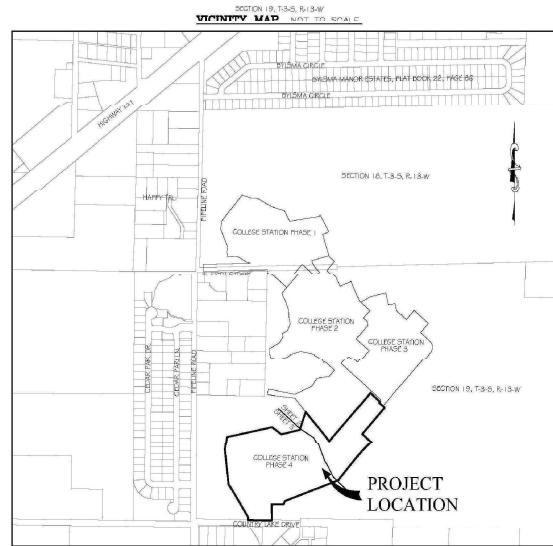 SECTION 19, T-3-S, R-13-W
VICINITY MAP NOT TO SCALE
BYLSMA CIRCLE
BYLSMA MANOR ESTATES, PLAT BOOK 22, PAGE 86
BYLSMA CIRCLE
HIGHWAY 231
SECTION 18, T-3-S, R-13-W
HAPPY TRL
PIPELINE ROAD
COLLEGE STATION PHASE 1
COLLEGE STATION
PHASE 2
COLLEGE STATION
PHASE 3
CEDAR PARK DR.
CEDAR PARK LN.
PIPELINE ROAD
SECTION 19, T-3-S, R-13-W
SHEET
SHEET
COLLEGE STATION
PHASE 4
PROJECT
LOCATION
COUNTRY LAKE DRIVE